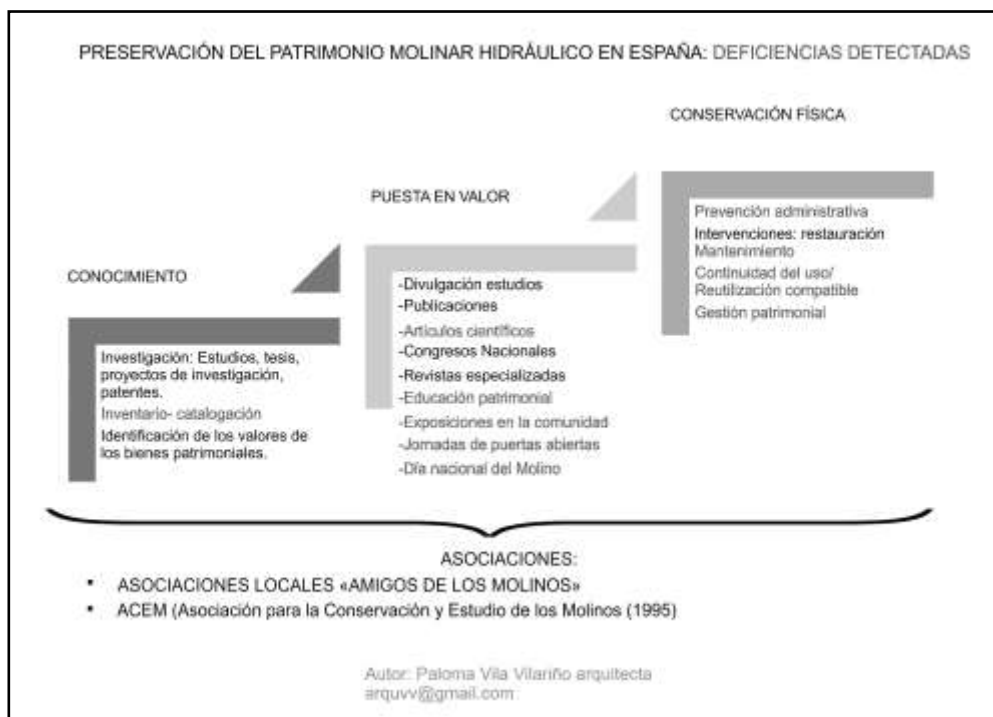 PRESERVACIÓN DEL PATRIMONIO MOLINAR HIDRÁULICO EN ESPAÑA: DEFICIENCIAS DETECTADAS
CONOCIMIENTO
Investigación: Estudios, tesis,
proyectos de investigación,
patentes.
Inventario- catalogación
Identificación de los valores de
los bienes patrimoniales.
PUESTA EN VALOR
-Divulgación estudios
-Publicaciones
-Artículos científicos
-Congresos Nacionales
-Revistas especializadas
-Educación patrimonial
-Exposiciones en la comunidad
-Jornadas de puertas abiertas
-Día nacional del Molino
CONSERVACIÓN FÍSICA
Prevención administrativa
Intervenciones: restauración
Mantenimiento
Continuidad del uso/
Reutilización compatible
Gestión patrimonial
ASOCIACIONES:
• ASOCIACIONES LOCALES «AMIGOS DE LOS MOLINOS»
• ACEM (Asociación para la Conservación y Estudio de los Molinos (1995)
Autor: Paloma Vila Vilariño arquitecta
arquvv@gmail.com